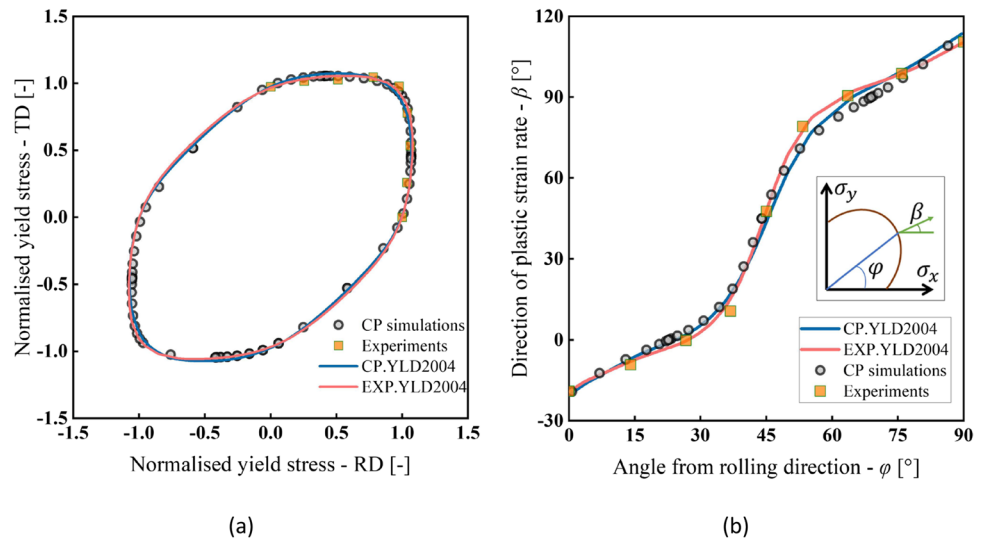 1.5
1.0
0.5
0.0
-0.5
-1.0
-1.5
-1.5 -1.0 -0.5 0.0 0.5 1.0 1.5
Normalised yield stress - TD [-]
Normalised yield stress - RD [-]
CP simulations
Experiments
CP.YLD2004
EXP.YLD2004
(a)
120
90
60
30
0
-30
0 15 30 45 60 75 90
Direction of plastic strain rate - β [°]
Angle from rolling direction - φ [°]
σy
β
φ
σx
CP.YLD2004
EXP.YLD2004
CP simulations
Experiments
(b)